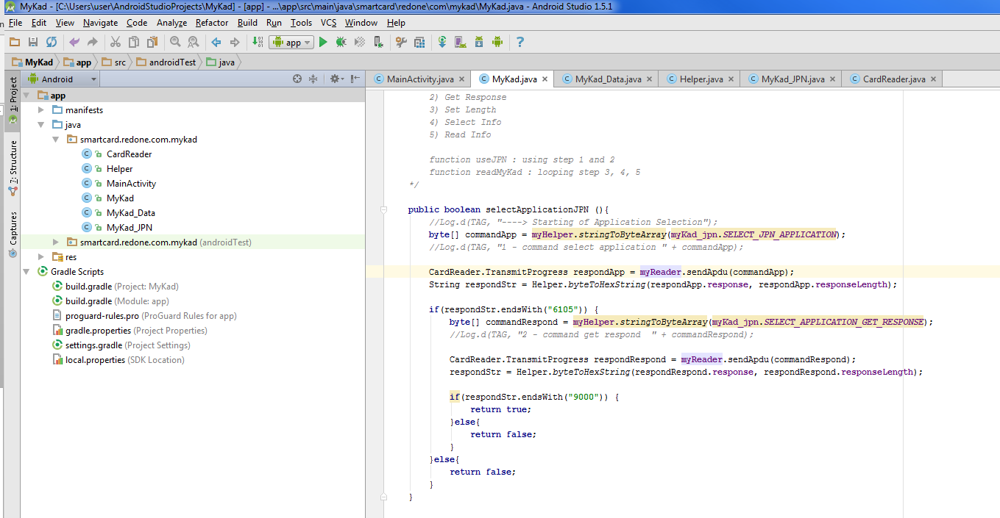 MyKad - [C:\Users\user\AndroidStudioProjects\MyKad] - [app] - ...\app\src\main\java\smartcard\redone\com\mykad\MyKad.java - Android Studio 1.5.1
File Edit View Navigate Code Analyze Refactor Build Run Tools VCS Window Help
app
MyKad app src androidTest java
Android
MainActivity.java MyKad.java MyKad_Data.java Helper.java MyKad_JPN.java CardReader.java
1: Project
7: Structure
Captures
app
manifests
java
smartcard.redone.com.mykad
CardReader
Helper
MainActivity
MyKad
MyKad_Data
MyKad_JPN
smartcard.redone.com.mykad (androidTest)
res
Gradle Scripts
build.gradle (Project: MyKad)
build.gradle (Module: app)
proguard-rules.pro (ProGuard Rules for app)
gradle.properties (Project Properties)
settings.gradle (Project Settings)
local.properties (SDK Location)
2) Get Response
3) Set Length
4) Select Info
5) Read Info
function useJPN : using step 1 and 2
function readMyKad : looping step 3, 4, 5
*/
public boolean selectApplicationJPN (){
//Log.d(TAG, "----> Starting of Application Selection");
byte[] commandApp = myHelper.stringToByteArray(myKad_jpn.SELECT_JPN_APPLICATION);
//Log.d(TAG, "1 - command select application " + commandApp);
CardReader.TransmitProgress respondApp = myReader.sendApdu(commandApp);
String respondStr = Helper.byteToHexString(respondApp.response, respondApp.responseLength);
if(respondStr.endsWith("6105")) {
byte[] commandRespond = myHelper.stringToByteArray(myKad_jpn.SELECT_APPLICATION_GET_RESPONSE);
//Log.d(TAG, "2 - command get respond  " + commandRespond);
CardReader.TransmitProgress respondRespond = myReader.sendApdu(commandRespond);
respondStr = Helper.byteToHexString(respondRespond.response, respondRespond.responseLength);
if(respondStr.endsWith("9000")) {
return true;
}else{
return false;
}
}else{
return false;
}
}